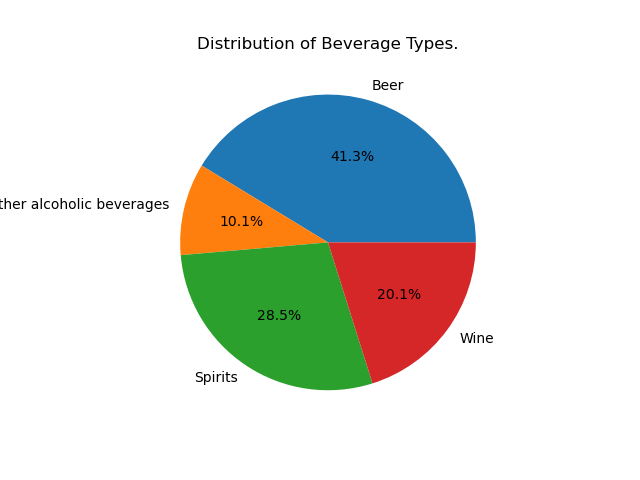 Distribution of Beverage Types.
Beer
41.3%
ther alcoholic beverages
10.1%
20.1%
28.5%
Wine
Spirits